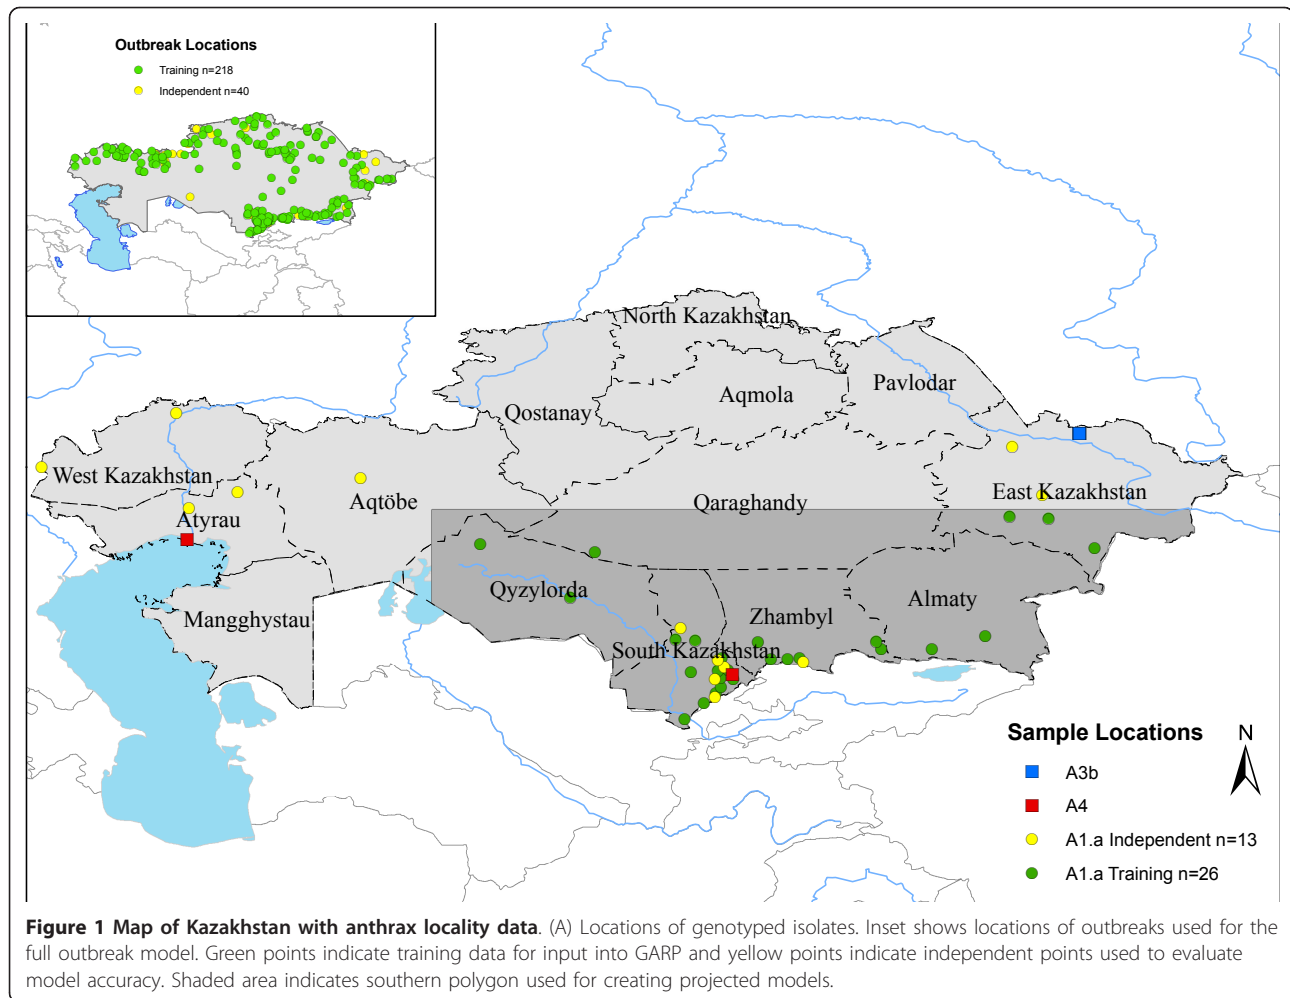 Outbreak Locations
Training n=218
Independent n=40
North Kazakhstan
Pavlodar
Aqmola
Qostanay
West Kazakhstan
Aqtöbe
East Kazakhstan
Qaraghandy
Atyrau
Qyzylorda
Almaty
Zhambyl
Mangghystau
South Kazakhstan
Sample Locations
N
A3b
A4
A1.a Independent n=13
A1.a Training n=26
Figure 1 Map of Kazakhstan with anthrax locality data. (A) Locations of genotyped isolates. Inset shows locations of outbreaks used for the
full outbreak model. Green points indicate training data for input into GARP and yellow points indicate independent points used to evaluate
model accuracy. Shaded area indicates southern polygon used for creating projected models.